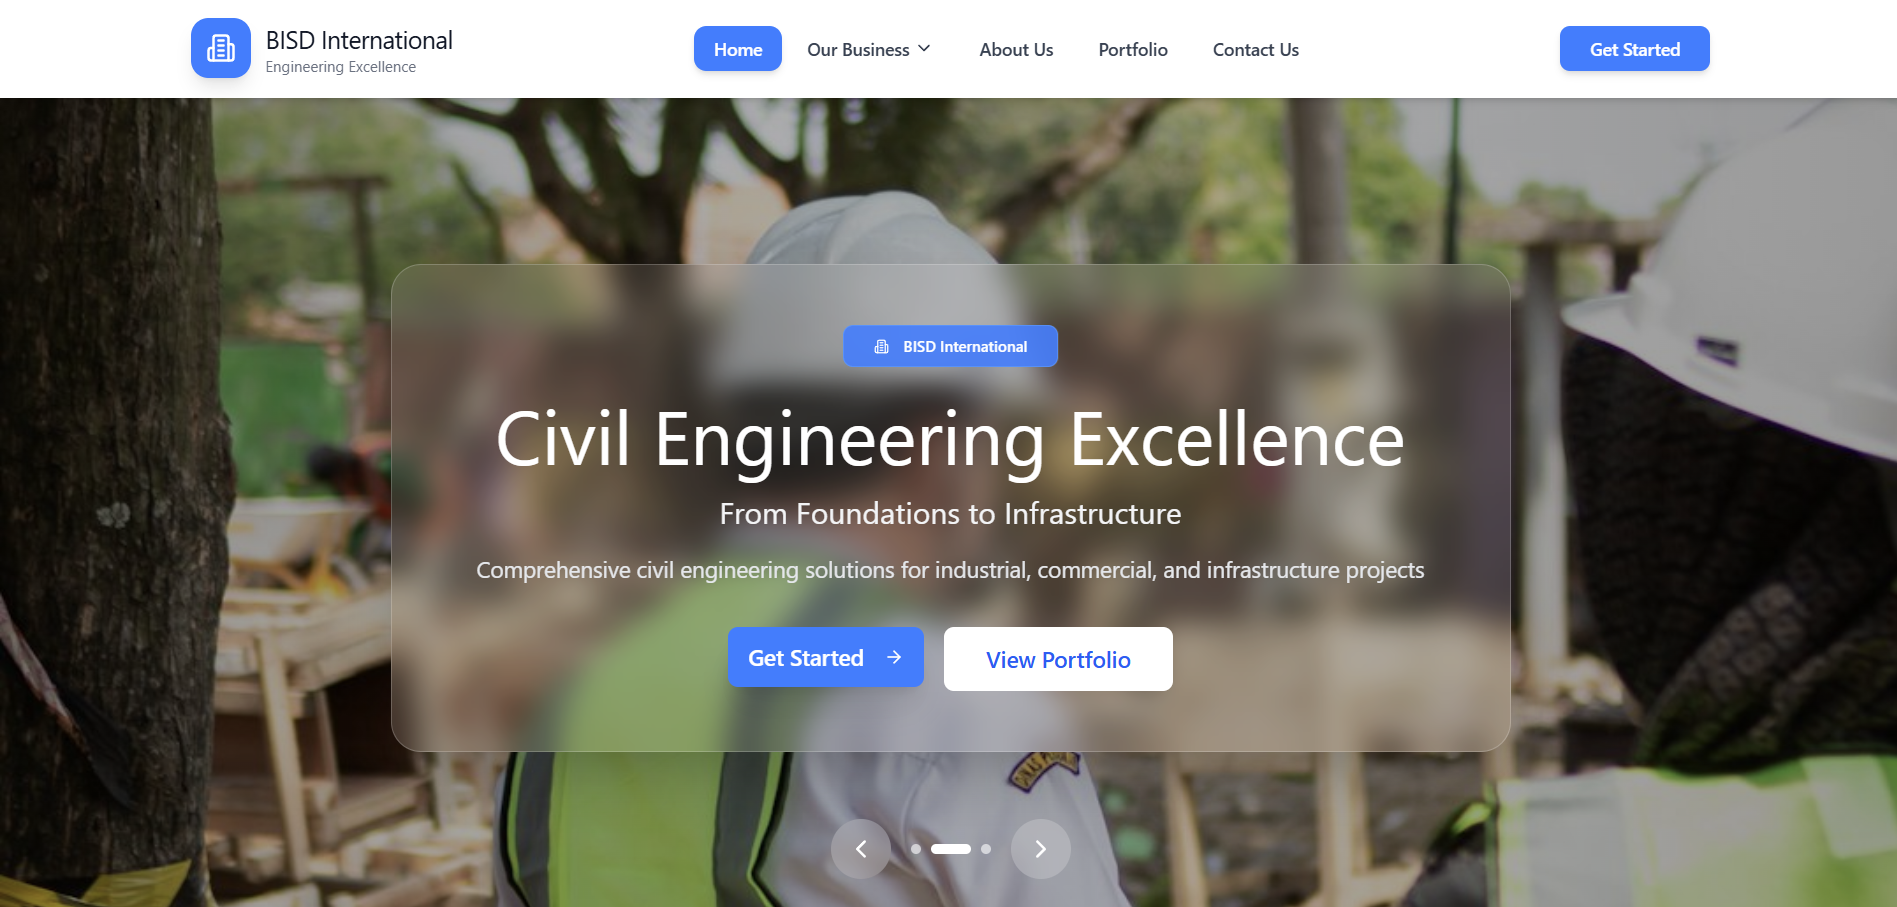 BISD International
Engineering Excellence
Home
Our Business
About Us
Portfolio
Contact Us
Get Started
BISD International
Civil Engineering Excellence
From Foundations to Infrastructure
Comprehensive civil engineering solutions for industrial, commercial, and infrastructure projects
Get Started
View Portfolio